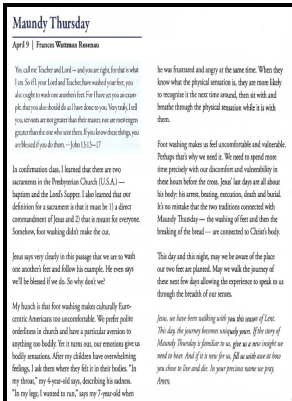 Maundy Thursday
April 9 | Frances Wattman Rosenau
You call me Teacher and Lord — and you are right, for that is what
I am. So if I, your Lord and Teacher, have washed your feet, you
also ought to wash one another's feet. For I have set you an exam-
ple, that you also should do as I have done to you. Very truly, I tell
you, servants are not greater than their master, nor are messengers
greater than the one who sent them. If you know these things, you
are blessed if you do them. — John 13:13–17
In confirmation class, I learned that there are two
sacraments in the Presbyterian Church (U.S.A.) —
baptism and the Lord's Supper. I also learned that our
definition for a sacrament is that it must be 1) a direct
commandment of Jesus and 2) that is meant for everyone.
Somehow, foot washing didn't make the cut.
Jesus says very clearly in this passage that we are to wash
one another's feet and follow his example. He even says
we'll be blessed if we do. So why don't we?
My hunch is that foot washing makes culturally Euro-
centric Americans too uncomfortable. We prefer polite
orderliness in church and have a particular aversion to
anything too bodily. Yet it turns out, our emotions give us
bodily sensations. After my children have overwhelming
feelings, I ask them where they felt it in their bodies. "In
my throat," my 4-year-old says, describing his sadness.
"In my legs; I wanted to run," says my 7-year-old when
he was frustrated and angry at the same time. When they
know what the physical sensation is, they are more likely
to recognize it the next time around, then sit with and
breathe through the physical sensation while it is with
them.
Foot washing makes us feel uncomfortable and vulnerable.
Perhaps that's why we need it. We need to spend more
time precisely with our discomfort and vulnerability in
these hours before the cross. Jesus' last days are all about
his body: his arrest, beating, execution, death and burial.
It's no mistake that the two traditions connected with
Maundy Thursday — the washing of feet and then the
breaking of the bread — are connected to Christ's body.
This day and this night, may we be aware of the place
our two feet are planted. May we walk the journey of
these next few days allowing the experience to speak to us
through the breadth of our senses.
Jesus, we have been walking with you this season of Lent.
This day, the journey becomes uniquely yours. If the story of
Maundy Thursday is familiar to us, give us a new insight we
need to hear. And if it is new for us, fill us with awe at how
you chose to live and die. In your precious name we pray.
Amen.